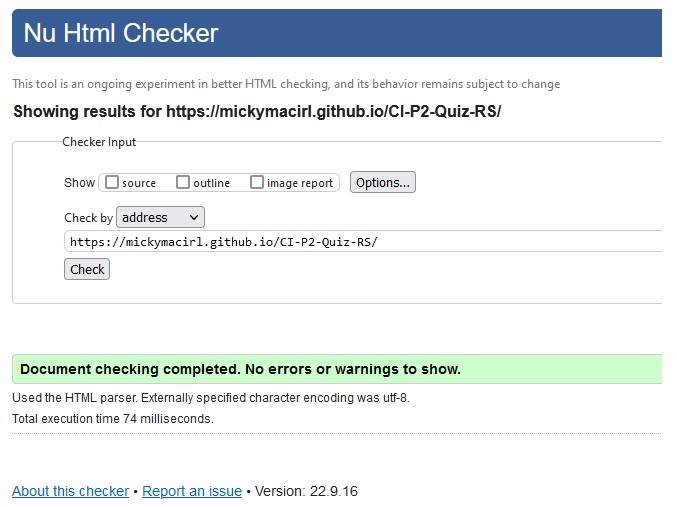 Nu Html Checker
This tool is an ongoing experiment in better HTML checking, and its behavior remains subject to change
Showing results for https://mickymacirl.github.io/CI-P2-Quiz-RS/
Checker Input
Show source outline image report Options...
Check by address
https://mickymacirl.github.io/CI-P2-Quiz-RS/
Check
Document checking completed. No errors or warnings to show.
Used the HTML parser. Externally specified character encoding was utf-8.
Total execution time 74 milliseconds.
About this checker • Report an issue • Version: 22.9.16